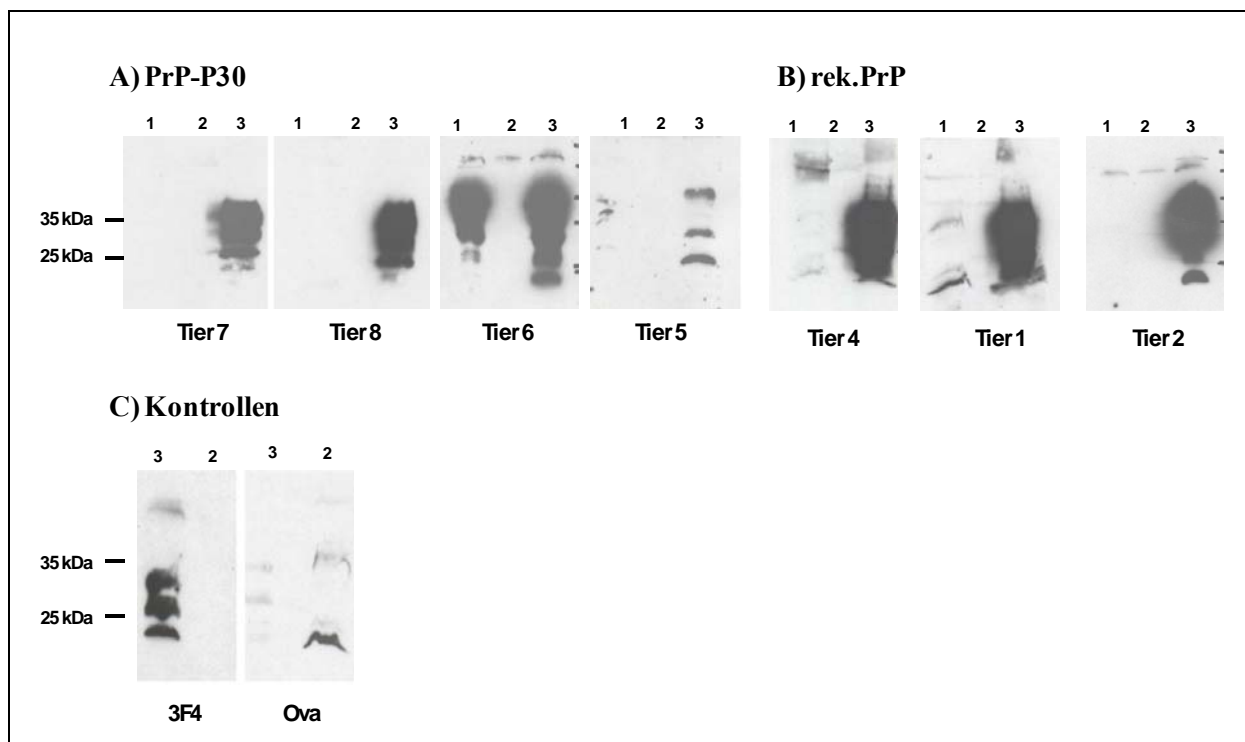 A) PrP-P30
B) rek.PrP
1 2 3 1 2 3 1 2 3 1 2 3 1 2 3 1 2 3 1 2 3
35 kDa
25 kDa
Tier 7 Tier 8 Tier 6 Tier 5 Tier 4 Tier 1 Tier 2
C) Kontrollen
3 2 3 2
35 kDa
25 kDa
3F4 Ova